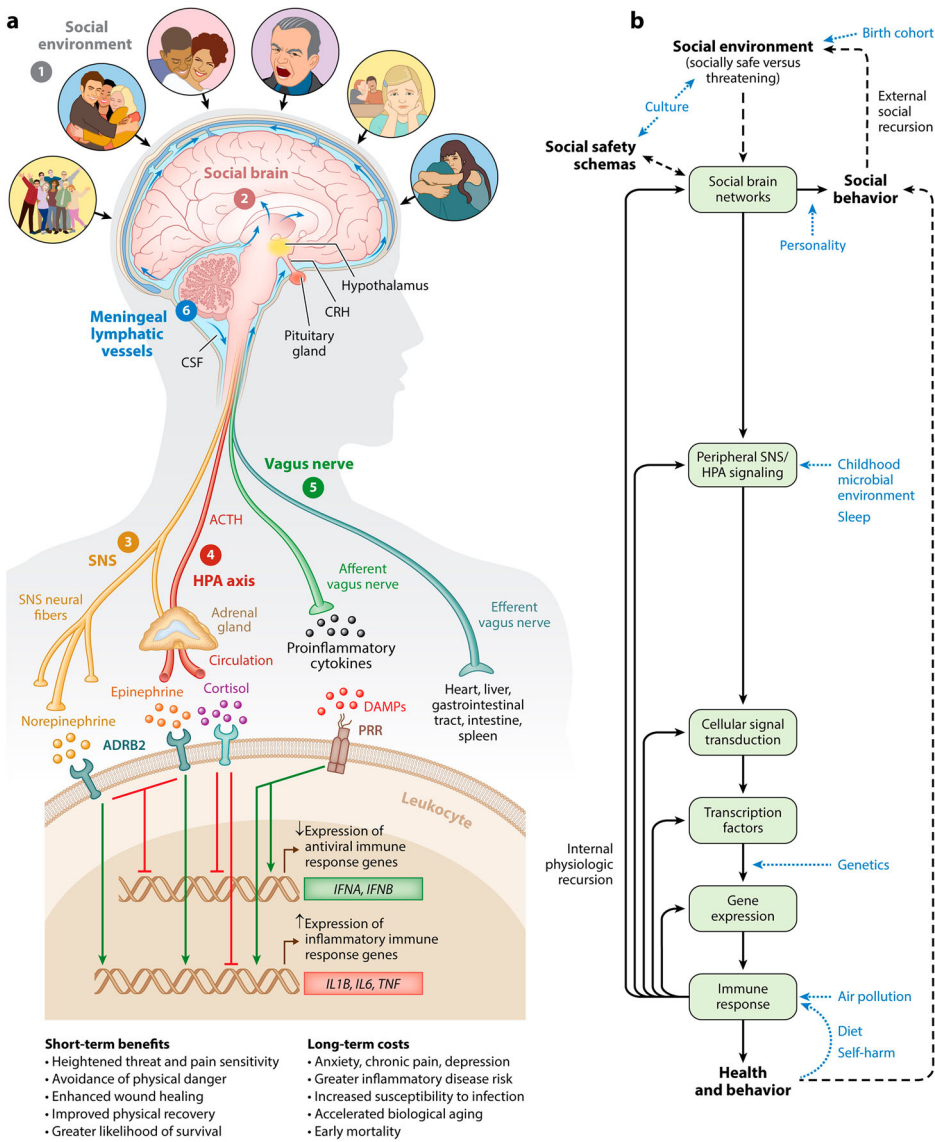 a
Social
environment
1
Social brain
2
Hypothalamus
CRH
Pituitary
gland
6
Meningeal
lymphatic
vessels
CSF
Vagus nerve
5
ACTH
3
SNS
4
HPA axis
Afferent
vagus nerve
SNS neural
fibers
Adrenal
gland
Efferent
vagus nerve
Proinflammatory
cytokines
Circulation
Epinephrine
Cortisol
Heart, liver,
gastrointestinal
tract, intestine,
spleen
DAMPs
Norepinephrine
PRR
ADRB2
Leukocyte
↓Expression of
antiviral immune
response genes
IFNA, IFNB
↑Expression of
inflammatory immune
response genes
IL1B, IL6, TNF
Short-term benefits
• Heightened threat and pain sensitivity
• Avoidance of physical danger
• Enhanced wound healing
• Improved physical recovery
• Greater likelihood of survival
Long-term costs
• Anxiety, chronic pain, depression
• Greater inflammatory disease risk
• Increased susceptibility to infection
• Accelerated biological aging
• Early mortality
b
Birth cohort
Social environment
(socially safe versus
threatening)
Culture
External
social
recursion
Social safety
schemas
Social brain
networks
Social
behavior
Personality
Peripheral SNS/
HPA signaling
Childhood
microbial
environment
Sleep
Cellular signal
transduction
Transcription
factors
Internal
physiologic
recursion
Genetics
Gene
expression
Immune
response
Air pollution
Diet
Self-harm
Health
and behavior